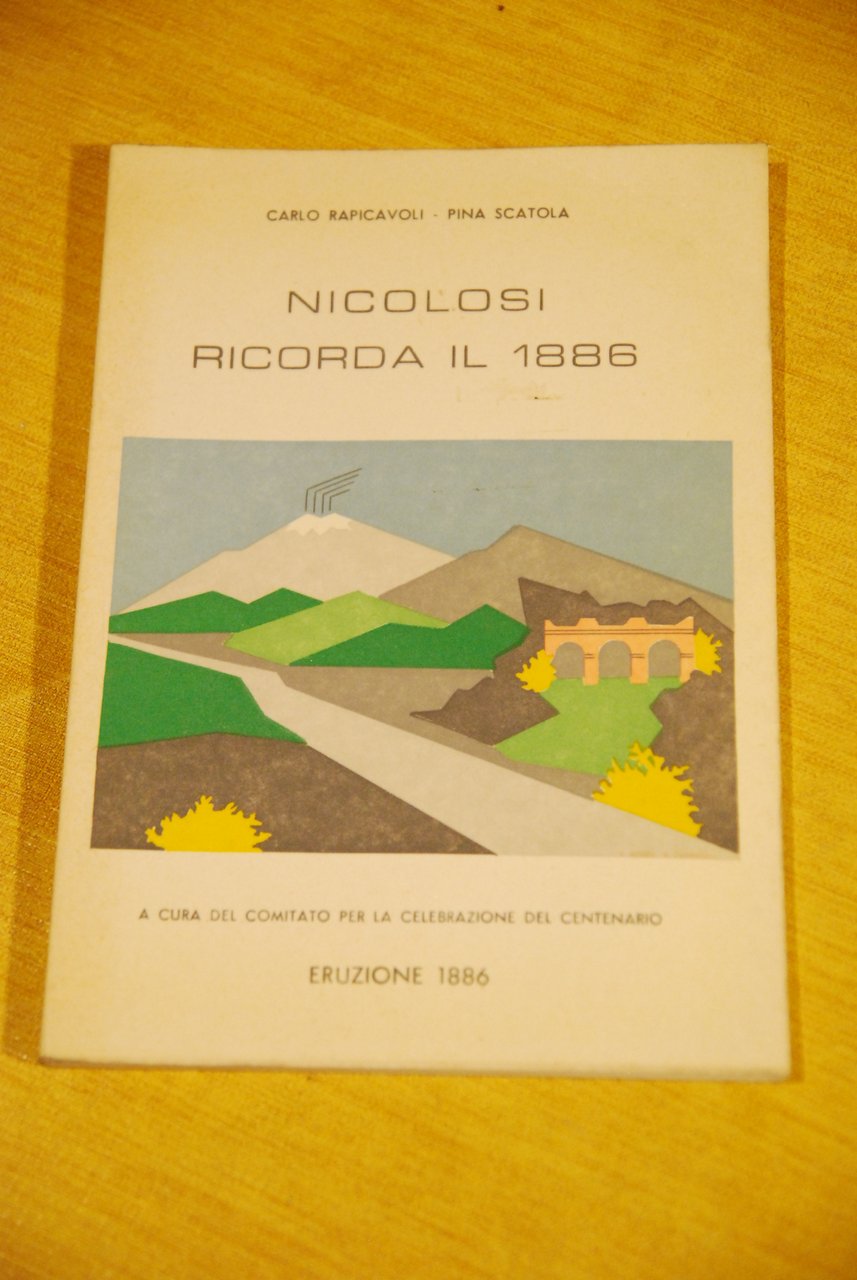 CARLO RAPICAVOLI - PINA SCATOLA
NICOLOSI
RICORDA IL 1886
A CURA DEL COMITATO PER LA CELEBRAZIONE DEL CENTENARIO
ERUZIONE 1886